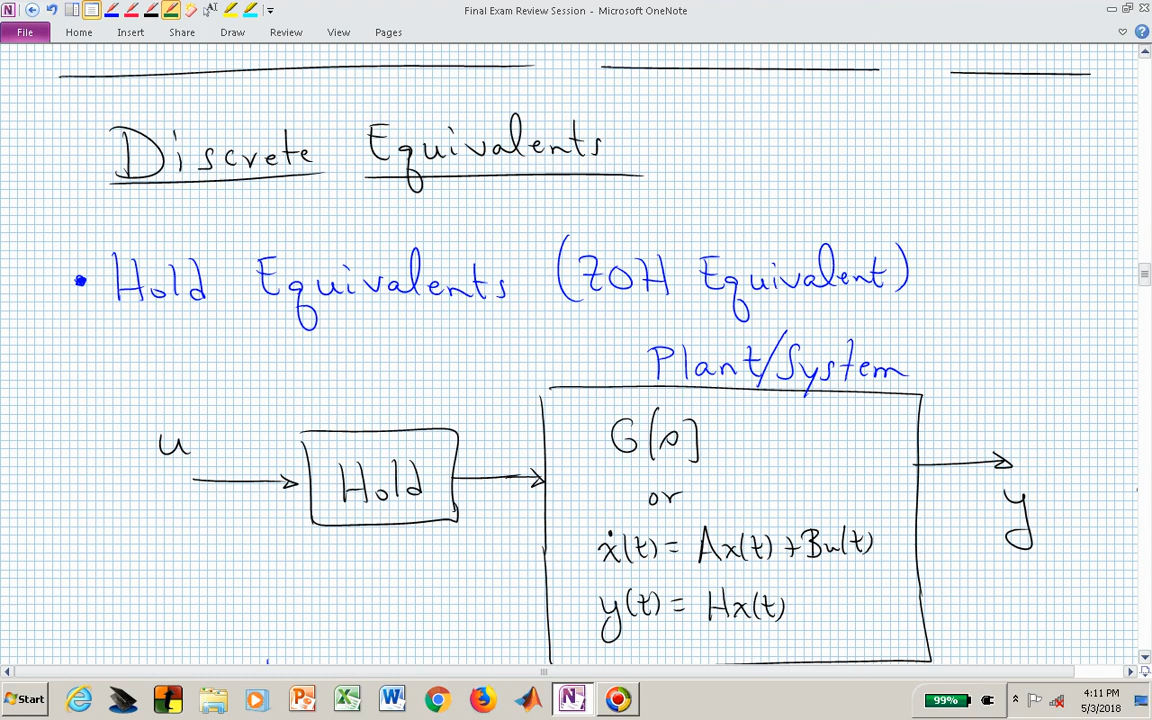 Final Exam Review Session - Microsoft OneNote
File Home Insert Share Draw Review View Pages
Discrete Equivalents
• Hold Equivalents (ZOH Equivalent)
Plant/System
u
Hold
G[s]
or
ẋ(t) = Ax(t) + Bu(t)
y(t) = Hx(t)
y
Start
99%
4:11 PM
5/3/2018